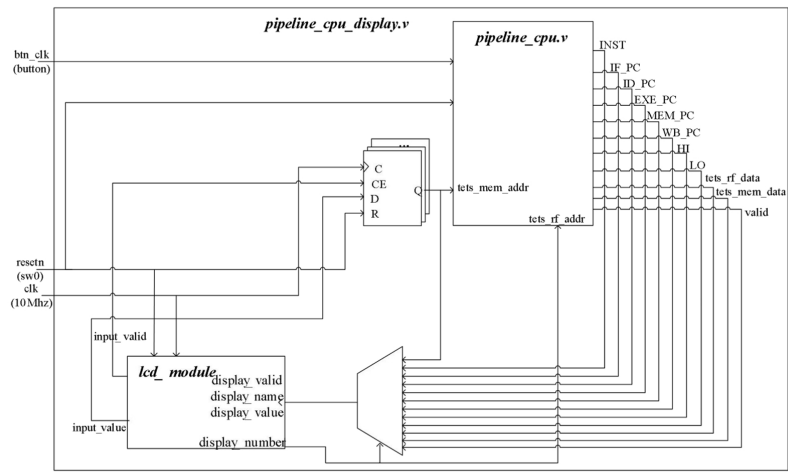 pipeline_cpu_display.v
pipeline_cpu.v
INST
btn_clk
(button)
IF_PC
ID_PC
EXE_PC
MEM_PC
WB_PC
HI
LO
...
C
CE
D
R
Q
tets_mem_addr
tets_rf_data
tets_mem_data
valid
tets_rf_addr
resetn
(sw0)
clk
(10Mhz)
input_valid
lcd_module
display_valid
display_name
display_value
input_value
display_number